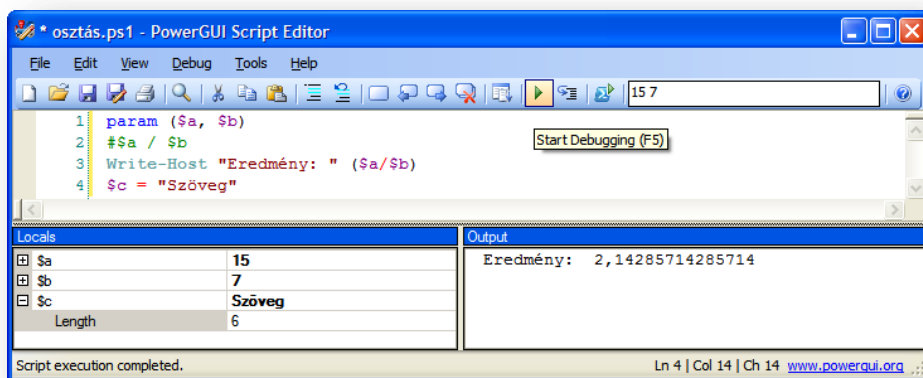 * osztás.ps1 - PowerGUI Script Editor
File Edit View Debug Tools Help
15 7
1 param ($a, $b)
2 #$a / $b
3 Write-Host "Eredmény: " ($a/$b)
4 $c = "Szöveg"
Start Debugging (F5)
Locals
$a 15
$b 7
$c Szöveg
Length 6
Output
Eredmény:  2,14285714285714
Script execution completed.
Ln 4 | Col 14 | Ch 14 www.powergui.org